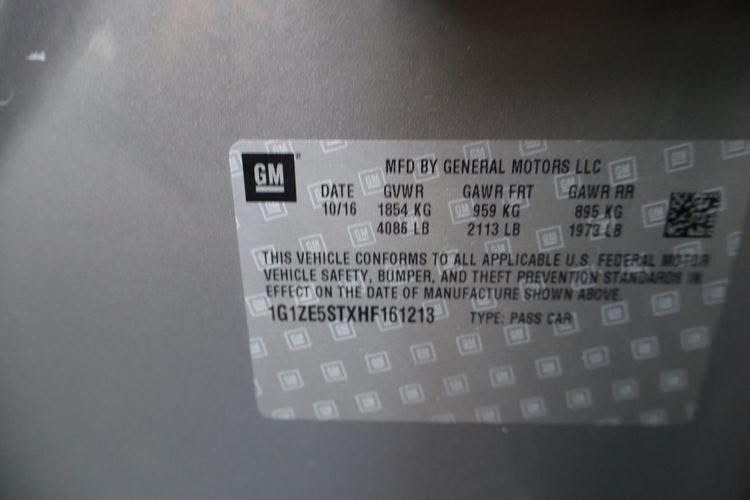 GM
MFD BY GENERAL MOTORS LLC
DATE GVWR GAWR FRT GAWR RR
10/16 1854 KG 959 KG 895 KG
4086 LB 2113 LB 1973 LB
THIS VEHICLE CONFORMS TO ALL APPLICABLE U.S. FEDERAL MOTOR
VEHICLE SAFETY, BUMPER, AND THEFT PREVENTION STANDARDS IN
EFFECT ON THE DATE OF MANUFACTURE SHOWN ABOVE.
1G1ZE5STXHF161213 TYPE: PASS CAR